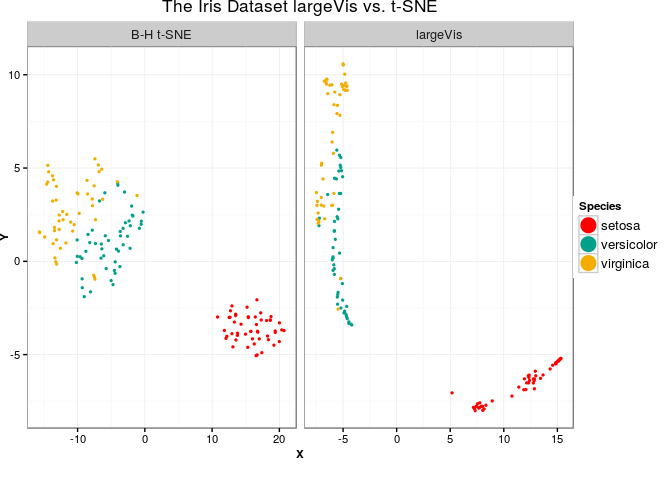 The Iris Dataset largeVis vs. t-SNE
B-H t-SNE
largeVis
10
5
0
-5
Y
-10
0
10
20
-5
0
5
10
15
x
Species
setosa
versicolor
virginica